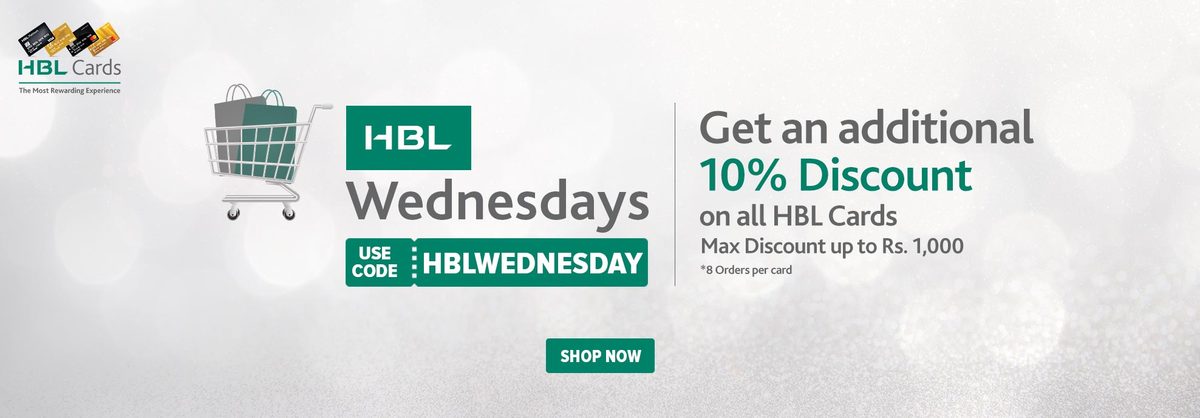 HBL Cards
The Most Rewarding Experience
HBL
Wednesdays
USE CODE
HBLWEDNESDAY
Get an additional
10% Discount
on all HBL Cards
Max Discount up to Rs. 1,000
*8 Orders per card
SHOP NOW